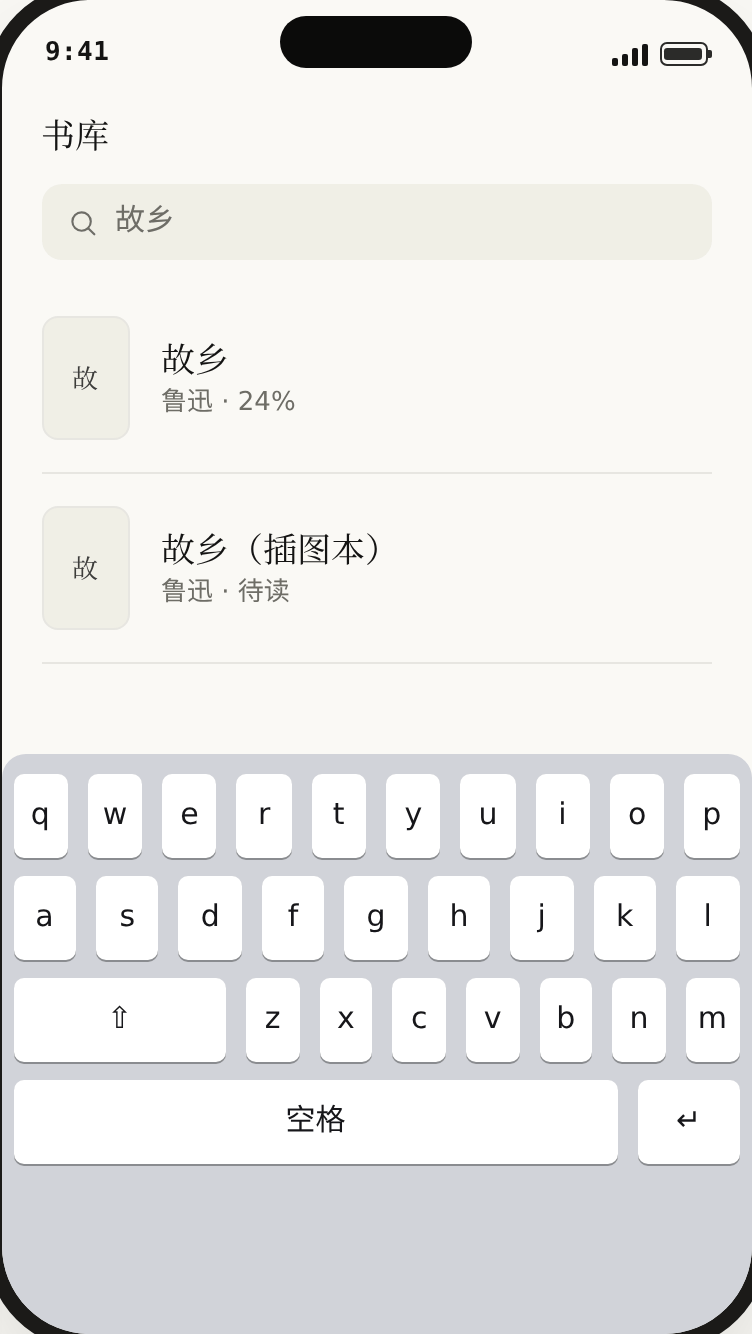 9:41
书库
故乡
故
故乡
鲁迅 · 24%
故
故乡（插图本）
鲁迅 · 待读
q w e r t y u i o p
a s d f g h j k l
⇧ z x c v b n m
空格 ↵